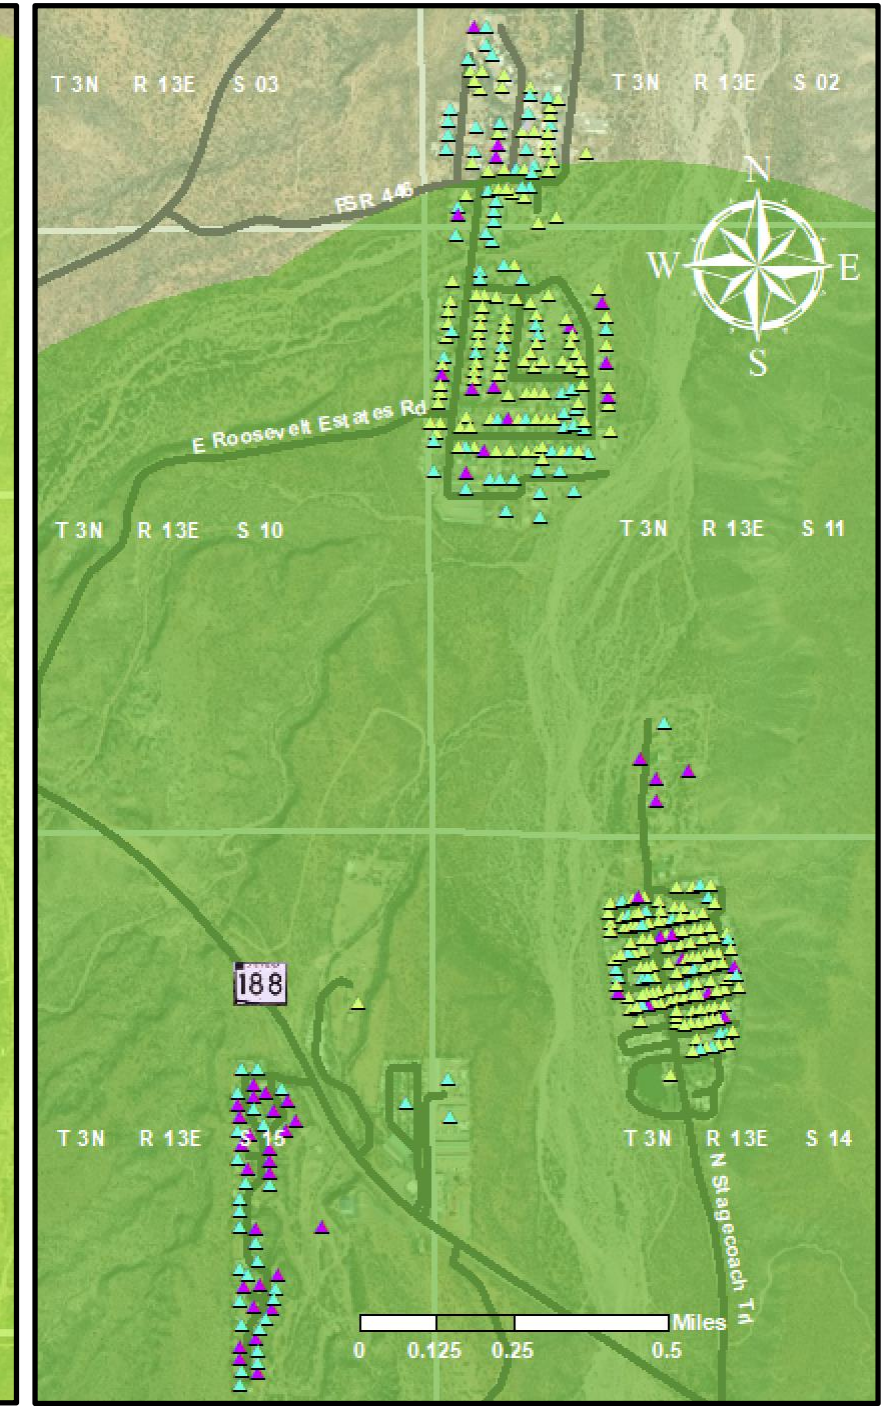 T 3N R 13E S 03
T 3N R 13E S 02
N
FSR 446
W E
S
E Roosevelt Estates Rd
T 3N R 13E S 10
T 3N R 13E S 11
188
T 3N R 13E S 15
T 3N R 13E S 14
N Stagecoach Trl
Miles
0 0.125 0.25 0.5